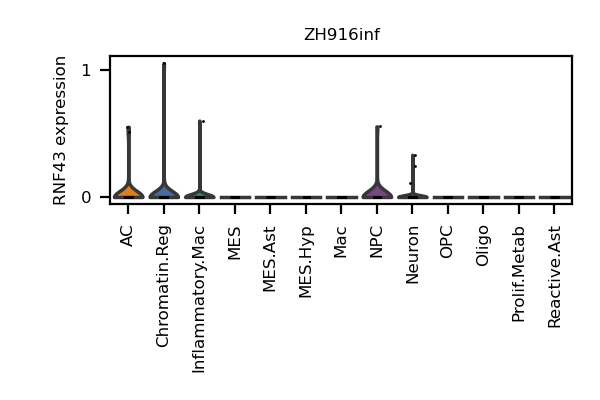 ZH916inf
RNF43 expression
1
0
AC
Chromatin.Reg
Inflammatory.Mac
MES
MES.Ast
MES.Hyp
Mac
NPC
Neuron
OPC
Oligo
Prolif.Metab
Reactive.Ast